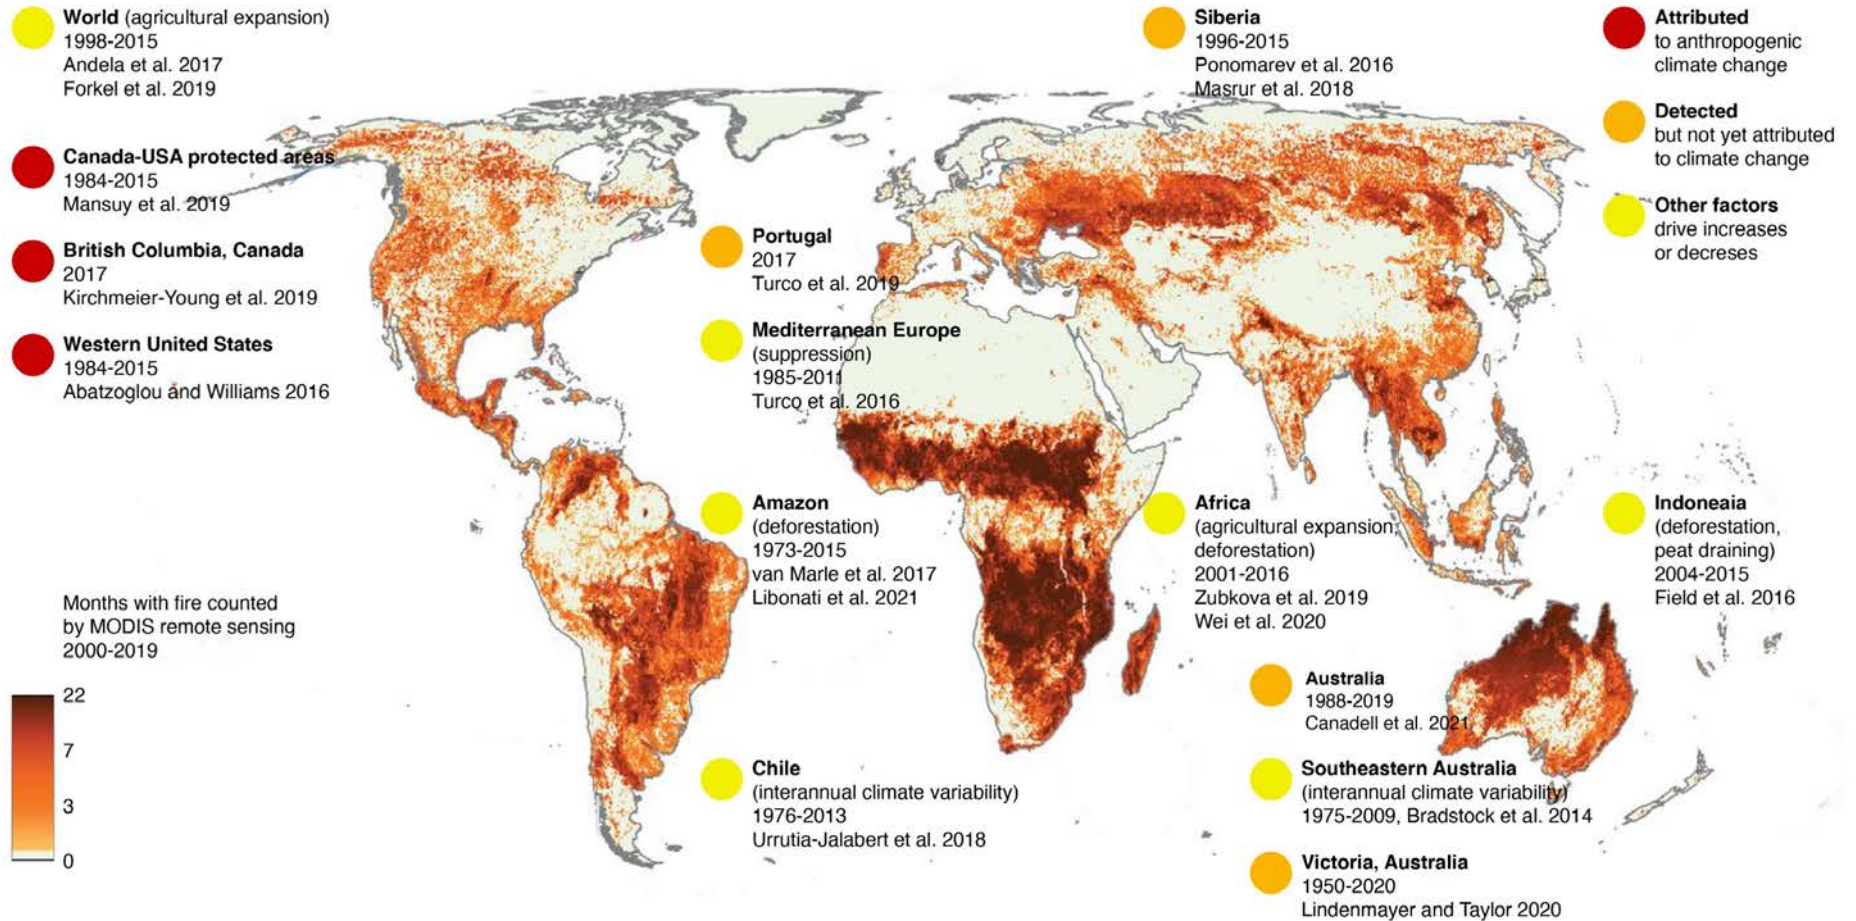 World (agricultural expansion)
1998-2015
Andela et al. 2017
Forkel et al. 2019
Canada-USA protected areas
1984-2015
Mansuy et al. 2019
British Columbia, Canada
2017
Kirchmeier-Young et al. 2019
Western United States
1984-2015
Abatzoglou and Williams 2016
Months with fire counted
by MODIS remote sensing
2000-2019
22
7
3
0
Portugal
2017
Turco et al. 2019
Mediterranean Europe
(suppression)
1985-2011
Turco et al. 2016
Amazon
(deforestation)
1973-2015
van Marle et al. 2017
Libonati et al. 2021
Chile
(interannual climate variability)
1976-2013
Urrutia-Jalabert et al. 2018
Siberia
1996-2015
Ponomarev et al. 2016
Masrur et al. 2018
Africa
(agricultural expansion,
deforestation)
2001-2016
Zubkova et al. 2019
Wei et al. 2020
Australia
1988-2019
Canadell et al. 2021
Southeastern Australia
(interannual climate variability)
1975-2009, Bradstock et al. 2014
Victoria, Australia
1950-2020
Lindenmayer and Taylor 2020
Attributed
to anthropogenic
climate change
Detected
but not yet attributed
to climate change
Other factors
drive increases
or decreses
Indoneaia
(deforestation,
peat draining)
2004-2015
Field et al. 2016